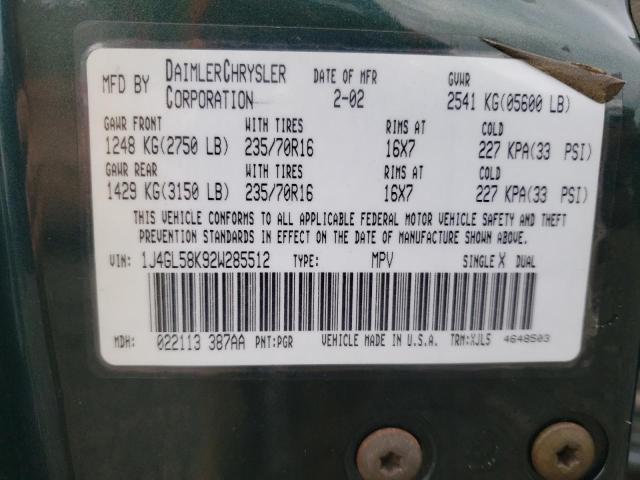 MFD BY DAIMLERCHRYSLER CORPORATION DATE OF MFR 2-02 GVWR 2541 KG(05600 LB)
GAWR FRONT WITH TIRES RIMS AT COLD
1248 KG(2750 LB) 235/70R16 16X7 227 KPA(33 PSI)
GAWR REAR WITH TIRES RIMS AT COLD
1429 KG(3150 LB) 235/70R16 16X7 227 KPA(33 PSI)
THIS VEHICLE CONFORMS TO ALL APPLICABLE FEDERAL MOTOR VEHICLE SAFETY AND THEFT
PREVENTION STANDARDS IN EFFECT ON THE DATE OF MANUFACTURE SHOWN ABOVE.
VIN: 1J4GL58K92W285512 TYPE: MPV SINGLE X DUAL
MDH: 022113 387AA PNT:PGR VEHICLE MADE IN U.S.A. TRM:XJL5 4648503